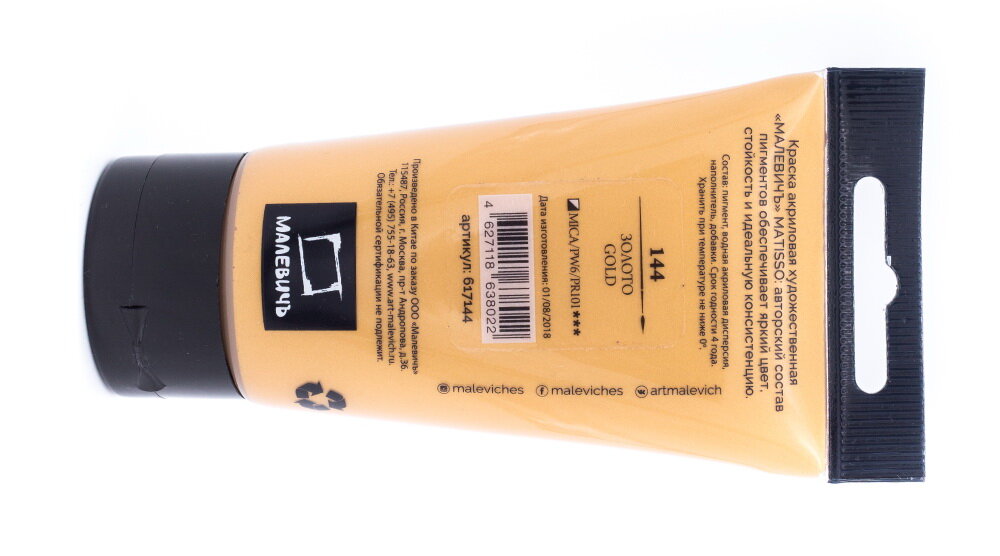 Краска акриловая художественная
«МАЛЕВИЧЪ» MATISSO: авторский состав
пигментов обеспечивает яркий цвет,
стойкость и идеальную консистенцию.
Состав: пигмент, водная акриловая дисперсия,
наполнитель, добавки. Срок годности 4 года.
Хранить при температуре не ниже 0°.
144
ЗОЛОТО
GOLD
MICA/PW6/PR101 ***
Дата изготовления: 01/08/2018
4 627118 638022
артикул: 617144
Произведено в Китае по заказу ООО «Малевичъ»
115487, Россия, г. Москва, пр-т Андропова, д.36.
Тел.: +7 (495) 755-18-63, www.art-malevich.ru.
Обязательной сертификации не подлежит.
МАЛЕВИЧЪ
maleviches
maleviches
artmalevich